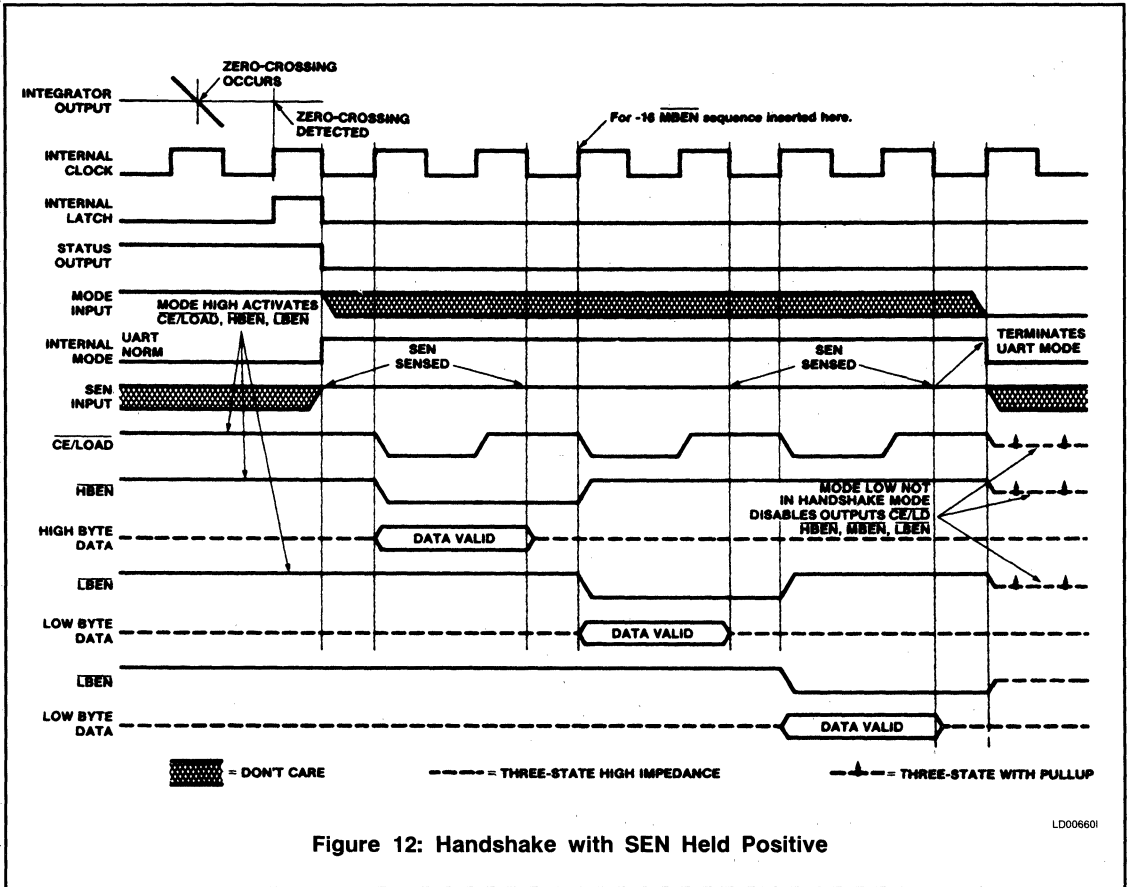 ZERO-CROSSING
OCCURS
INTEGRATOR
OUTPUT
ZERO-CROSSING
DETECTED
For -16 MBEN sequence inserted here.
INTERNAL
CLOCK
INTERNAL
LATCH
STATUS
OUTPUT
MODE
INPUT
MODE HIGH ACTIVATES
CE/LOAD, HBEN, LBEN
INTERNAL
MODE
UART
NORM
TERMINATES
UART MODE
SEN
SENSED
SEN
SENSED
SEN
INPUT
CE/LOAD
HBEN
MODE LOW NOT
IN HANDSHAKE MODE
DISABLES OUTPUTS CE/LD
HBEN, MBEN, LBEN
HIGH BYTE
DATA
DATA VALID
LBEN
LOW BYTE
DATA
DATA VALID
LBEN
LOW BYTE
DATA
DATA VALID
= DON'T CARE
= THREE-STATE HIGH IMPEDANCE
= THREE-STATE WITH PULLUP
LD00660I
Figure 12: Handshake with SEN Held Positive